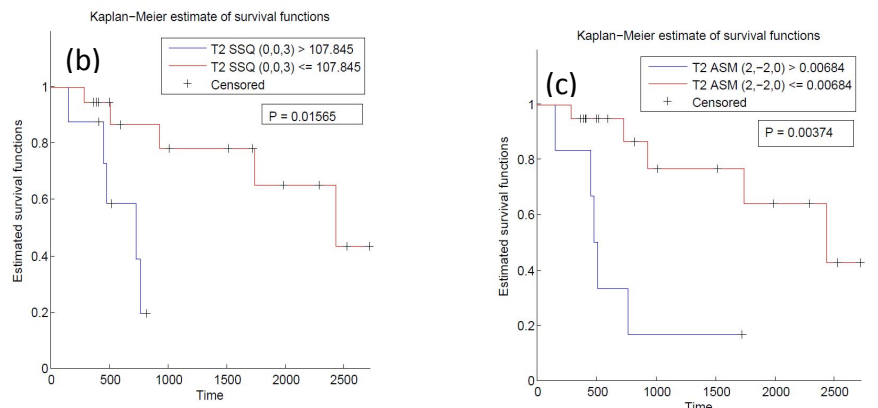 Kaplan−Meier estimate of survival functions
(b)
T2 SSQ (0,0,3) > 107.845
T2 SSQ (0,0,3) <= 107.845
Censored
P = 0.01565
Estimated survival functions
1
0.8
0.6
0.4
0.2
0
0 500 1000 1500 2000 2500
Time
Kaplan−Meier estimate of survival functions
(c)
T2 ASM (2,−2,0) > 0.00684
T2 ASM (2,−2,0) <= 0.00684
Censored
P = 0.00374
Estimated survival functions
1
0.8
0.6
0.4
0.2
0
0 500 1000 1500 2000 2500
Time